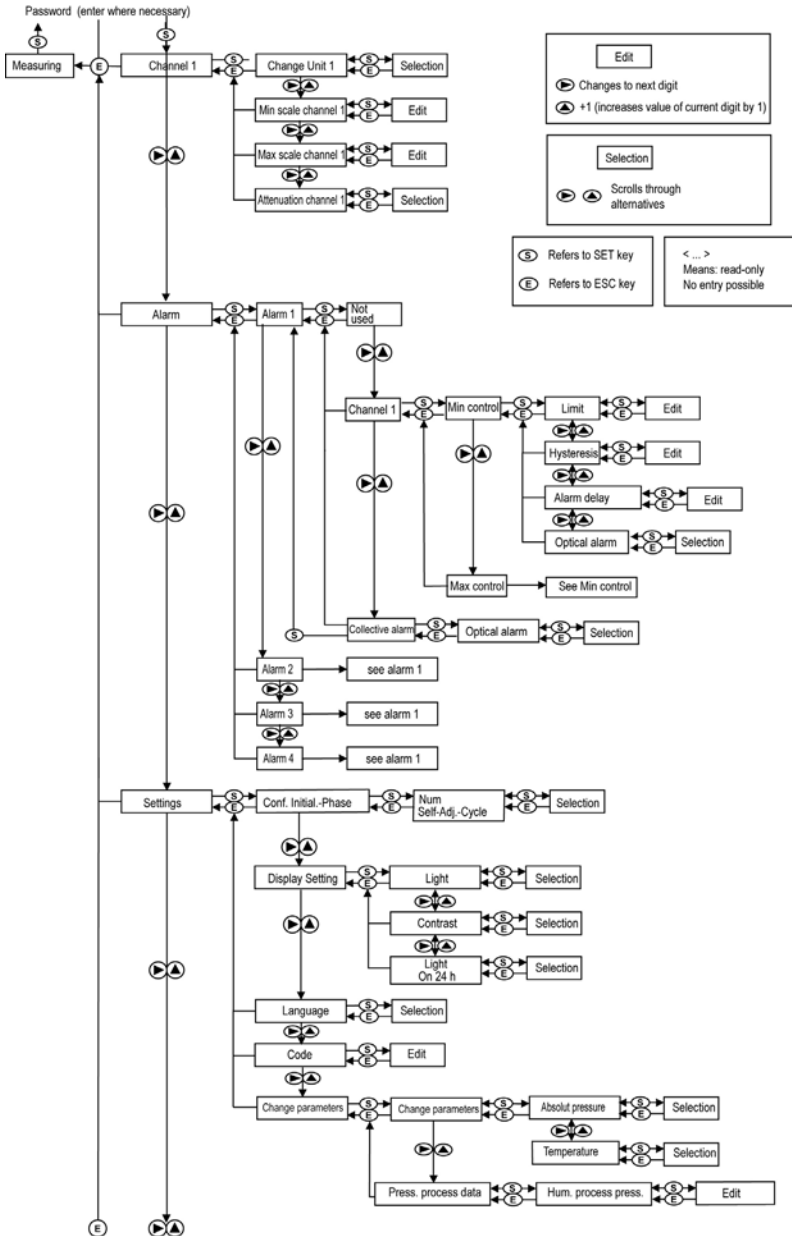 Password (enter where necessary)
S
S
Measuring
E
Channel 1
S
E
Change Unit 1
S
E
Selection
Min scale channel 1
S
E
Edit
Max scale channel 1
S
E
Edit
Attenuation channel 1
S
E
Selection
Edit
Changes to next digit
+1 (increases value of current digit by 1)
Selection
Scrolls through
alternatives
S Refers to SET key
E Refers to ESC key
< ... >
Means: read-only
No entry possible
Alarm
S
E
Alarm 1
S
E
Not
used
Channel 1
S
E
Min control
S
E
Limit
S
E
Edit
Hysteresis
S
E
Edit
Alarm delay
S
E
Edit
Optical alarm
S
E
Selection
Max control
See Min control
S
Collective alarm
S
E
Optical alarm
S
E
Selection
Alarm 2
see alarm 1
Alarm 3
see alarm 1
Alarm 4
see alarm 1
Settings
S
E
Conf. Initial.-Phase
S
E
Num
Self-Adj.-Cycle
S
E
Selection
Display Setting
S
E
Light
S
E
Selection
Contrast
S
E
Selection
Light
On 24 h
S
E
Selection
Language
S
E
Selection
Code
S
E
Edit
Change parameters
S
E
Change parameters
S
E
Absolut pressure
S
E
Selection
Temperature
S
E
Selection
Press. process data
S
E
Hum. process press.
S
E
Edit
E